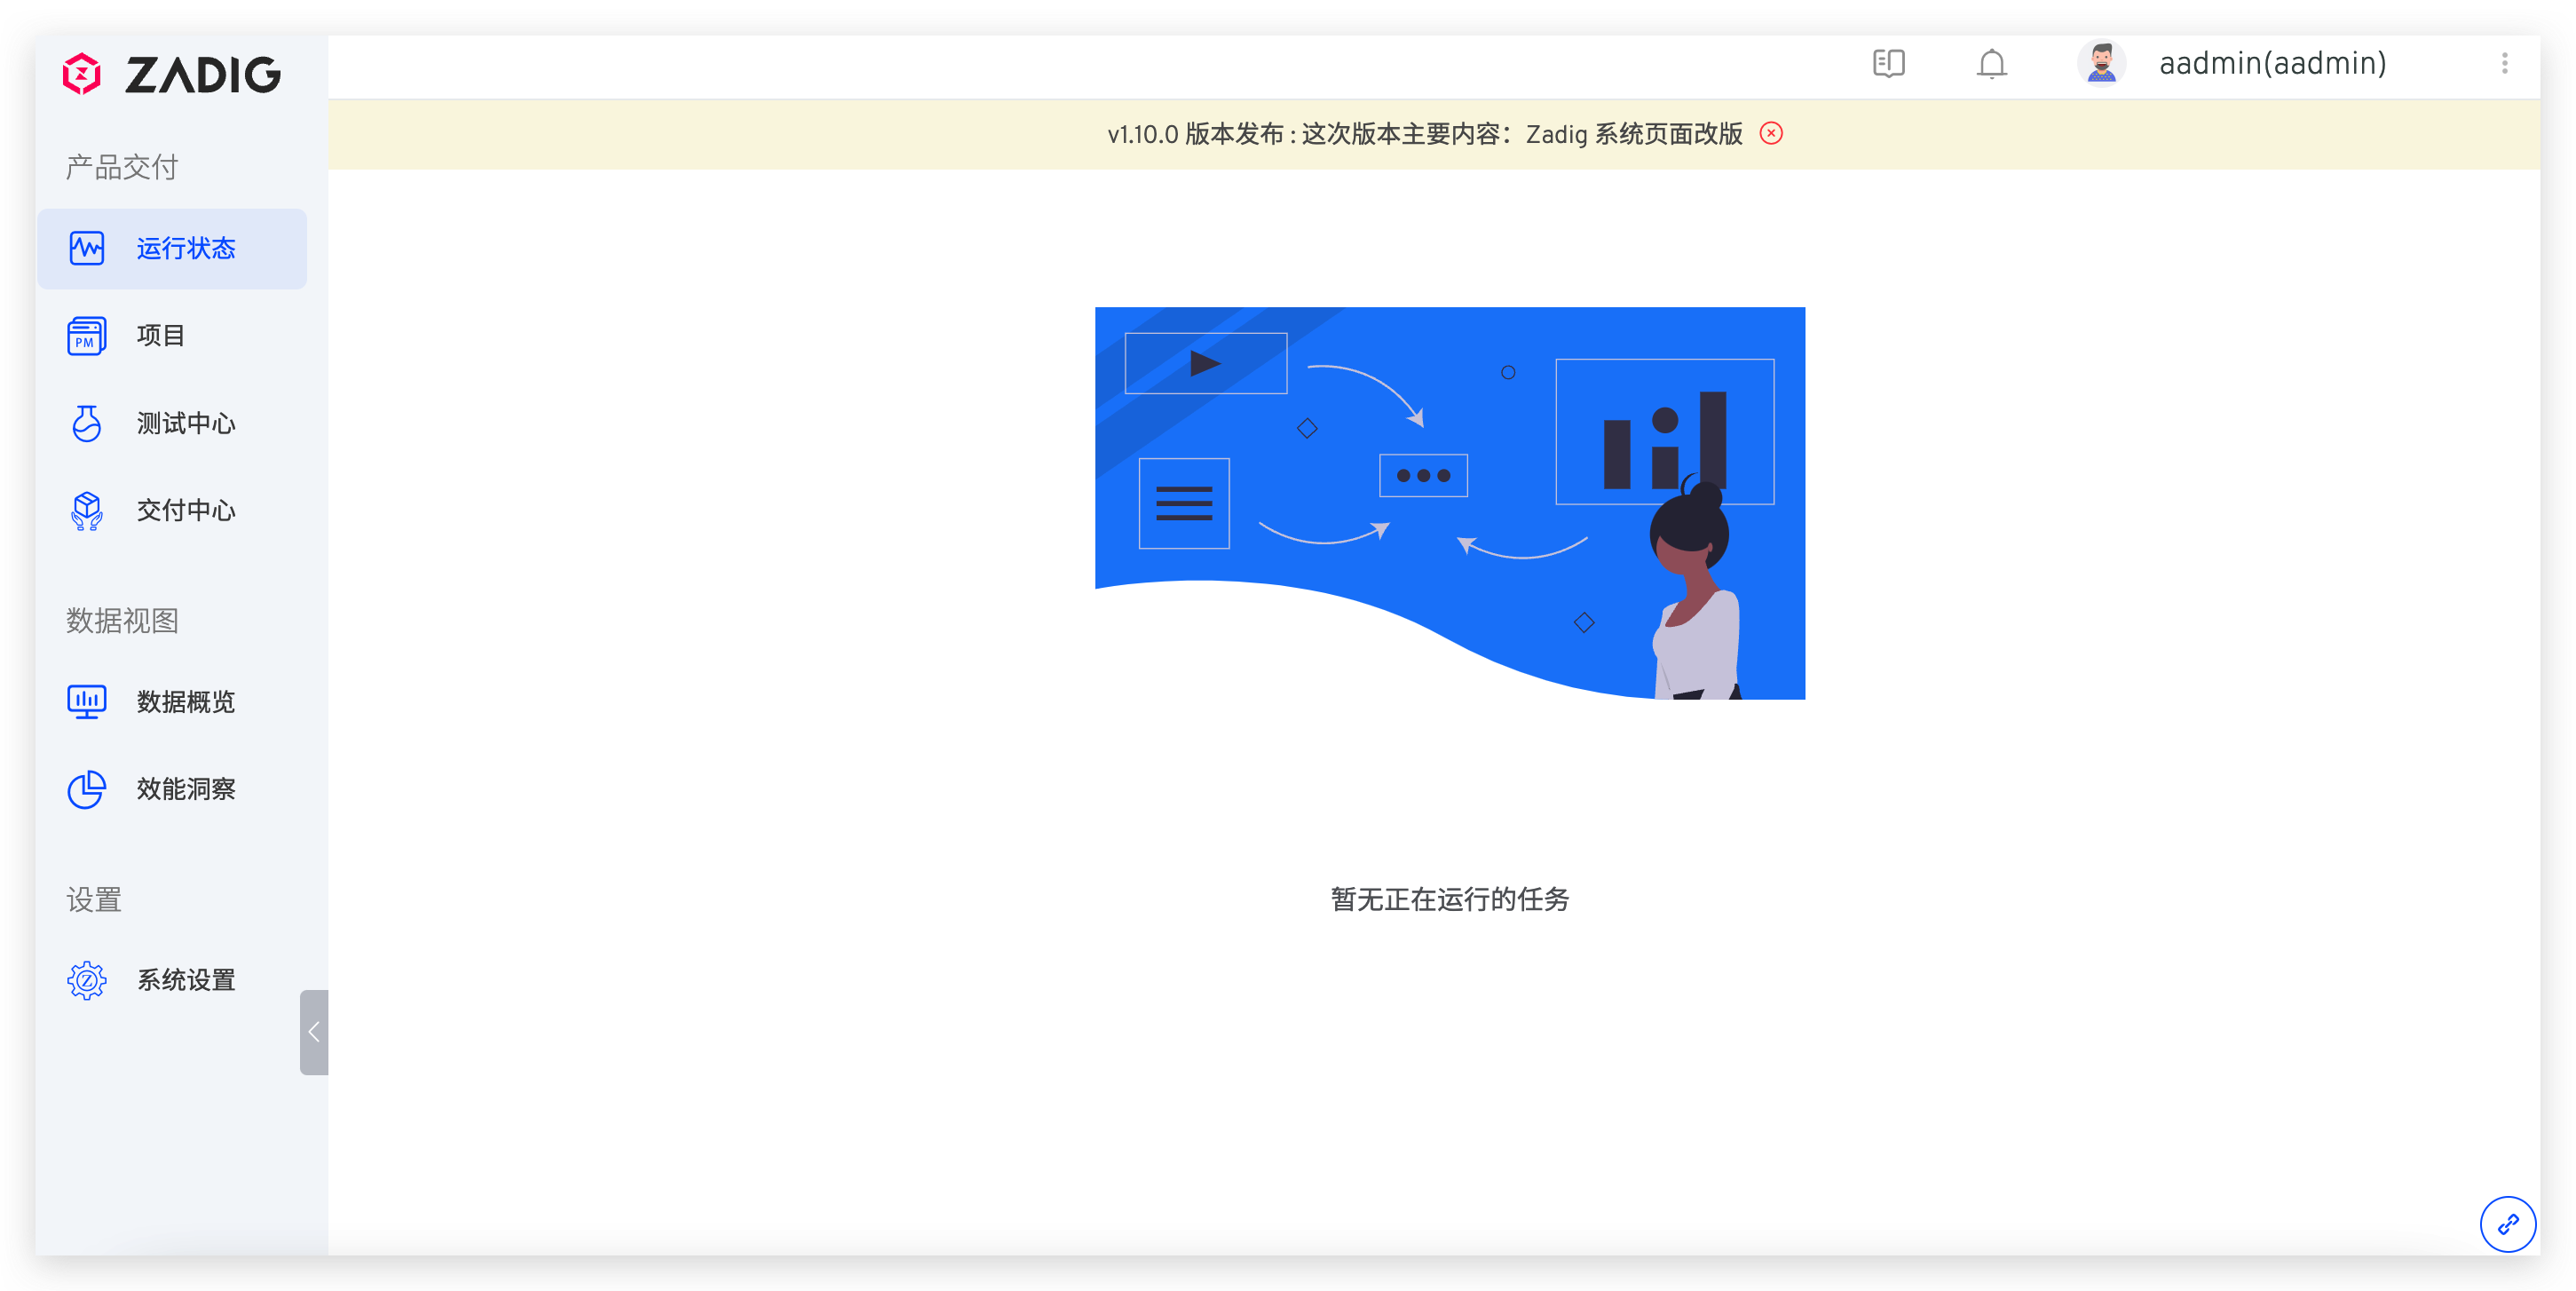 ZADIG
aadmin(aadmin)
v1.10.0 版本发布 : 这次版本主要内容：Zadig 系统页面改版
产品交付
运行状态
PM
项目
测试中心
交付中心
数据视图
数据概览
效能洞察
设置
Z
系统设置
暂无正在运行的任务